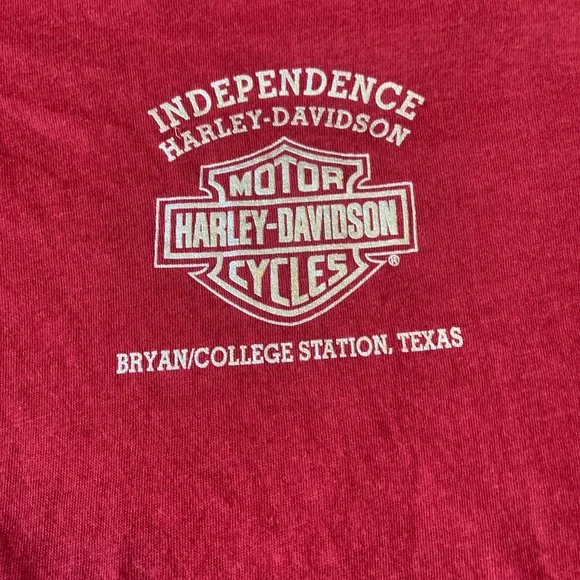 INDEPENDENCE
HARLEY-DAVIDSON
MOTOR
HARLEY-DAVIDSON
CYCLES
®
BRYAN/COLLEGE STATION, TEXAS